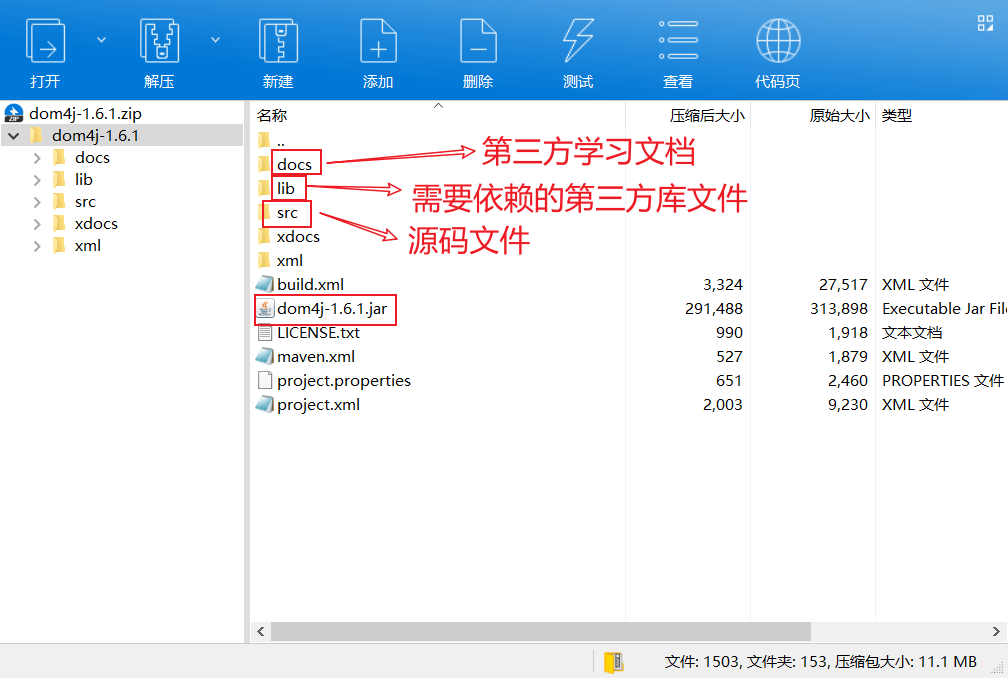 打开 解压 新建 添加 删除 测试 查看 代码页
dom4j-1.6.1.zip
dom4j-1.6.1
docs
lib
src
xdocs
xml
名称 压缩后大小 原始大小 类型
..
docs 第三方学习文档
lib 需要依赖的第三方库文件
src 源码文件
xdocs
xml
build.xml 3,324 27,517 XML 文件
dom4j-1.6.1.jar 291,488 313,898 Executable Jar File
LICENSE.txt 990 1,918 文本文档
maven.xml 527 1,879 XML 文件
project.properties 651 2,460 PROPERTIES 文件
project.xml 2,003 9,230 XML 文件
文件: 1503, 文件夹: 153, 压缩包大小: 11.1 MB